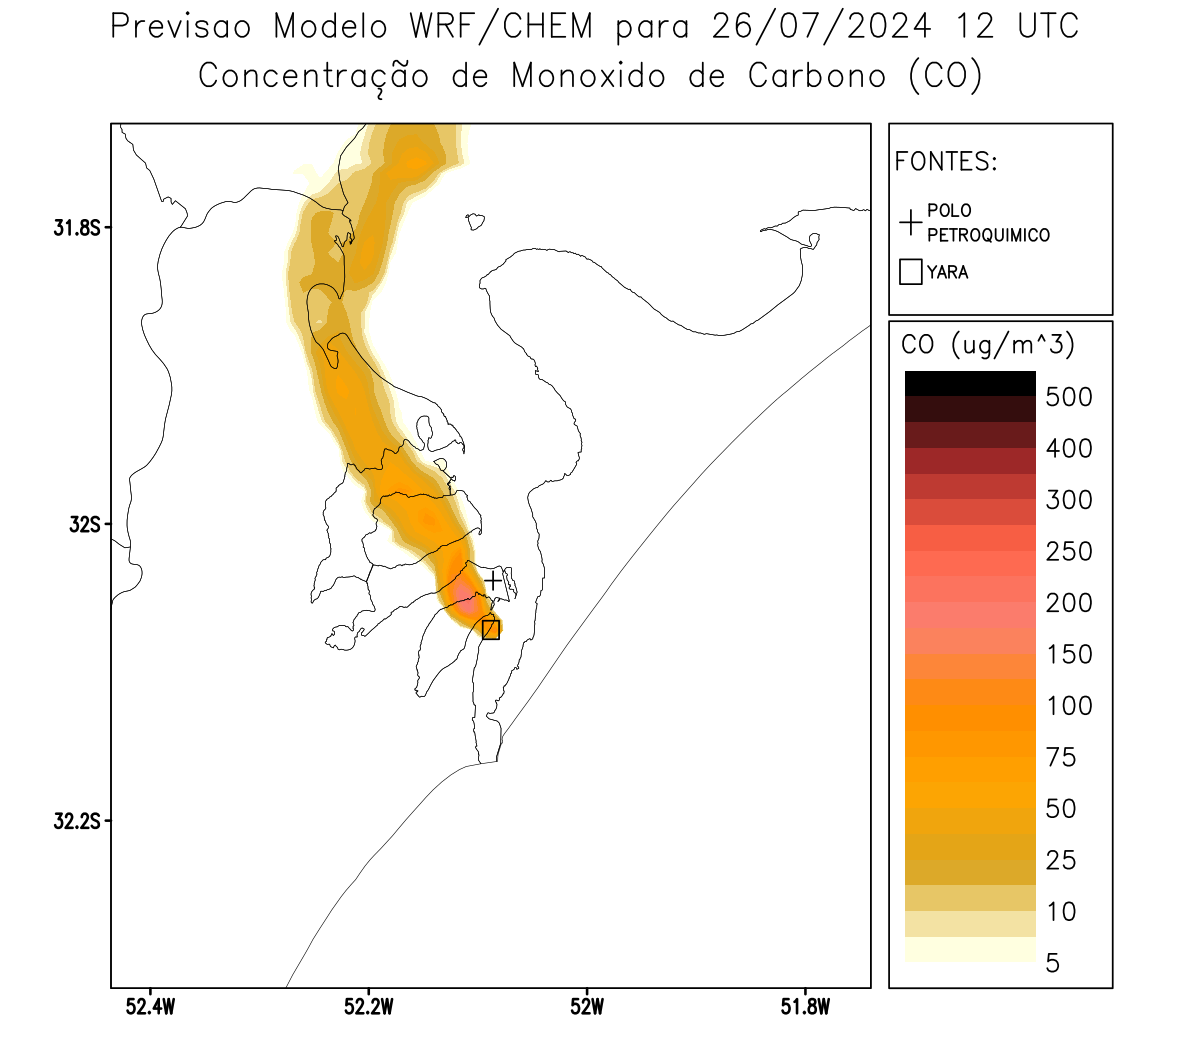 Previsao Modelo WRF/CHEM para 26/07/2024 12 UTC
Concentração de Monoxido de Carbono (CO)
FONTES:
POLO
PETROQUIMICO
YARA
31.8S
32S
32.2S
52.4W
52.2W
52W
51.8W
CO (ug/m^3)
500
400
300
250
200
150
100
75
50
25
10
5